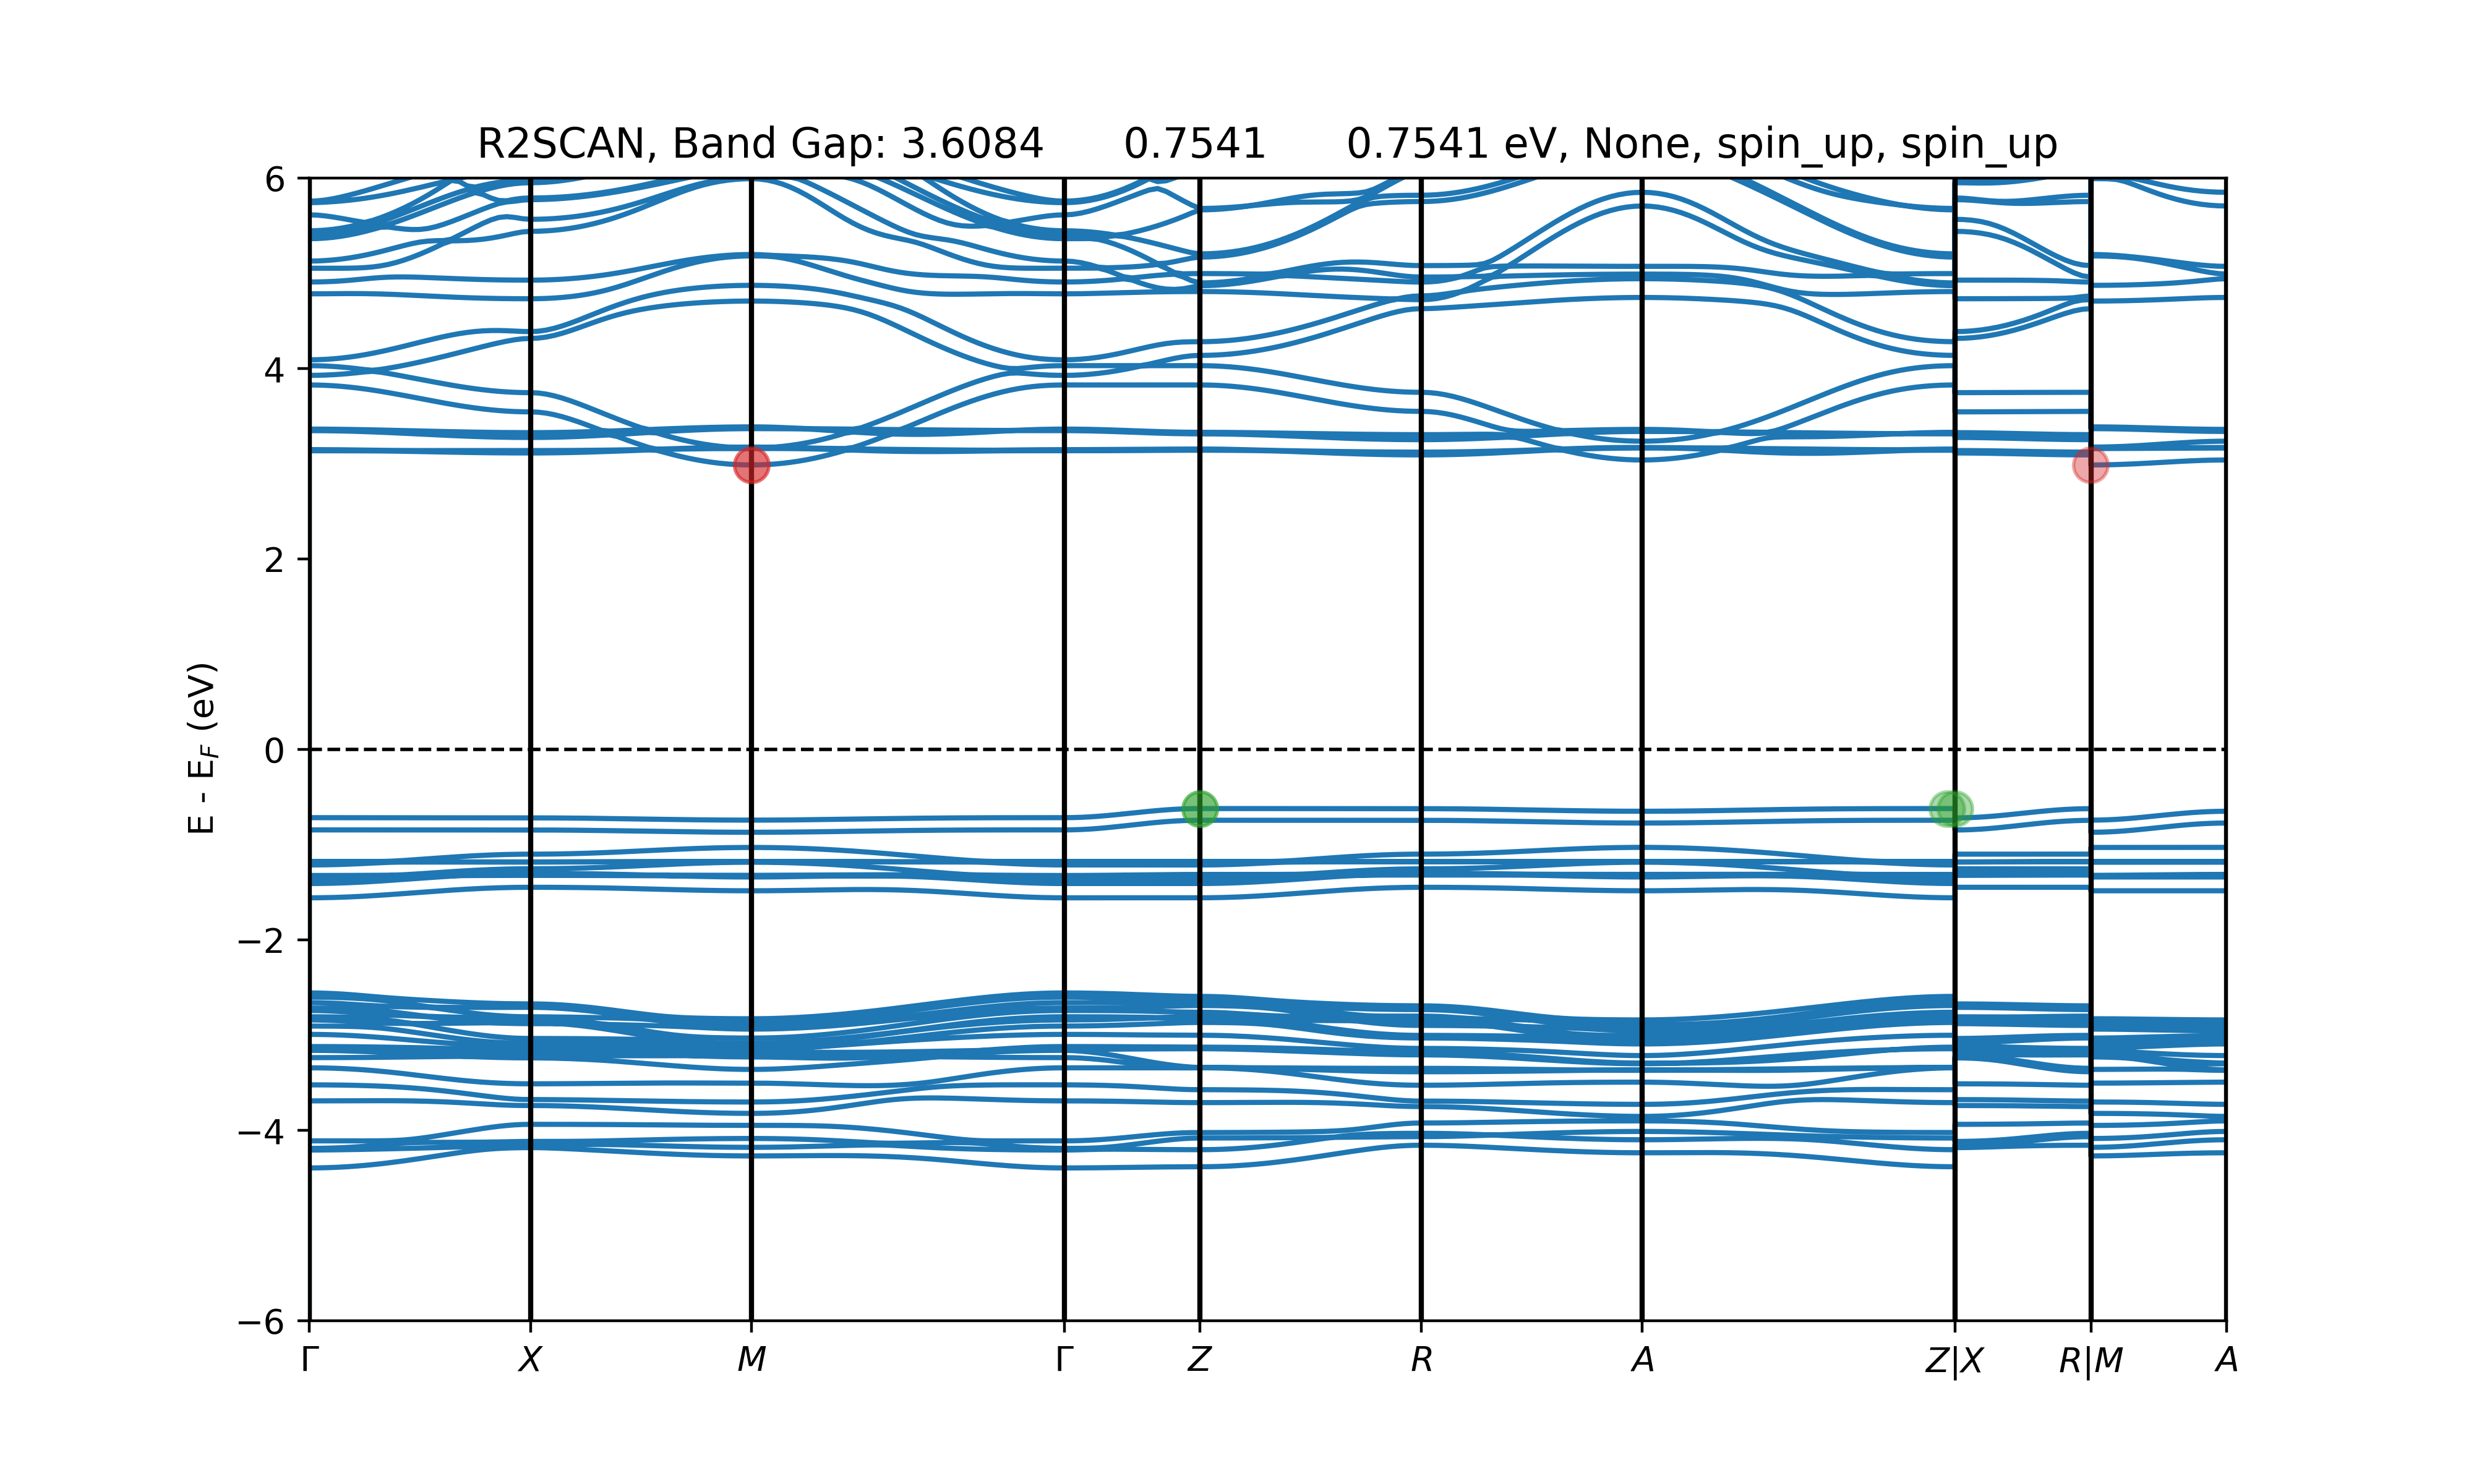 R2SCAN, Band Gap: 3.6084 0.7541 0.7541 eV, None, spin_up, spin_up
E - E_F (eV)
6
4
2
0
−2
−4
−6
Γ X M Γ Z R A Z|X R|M A